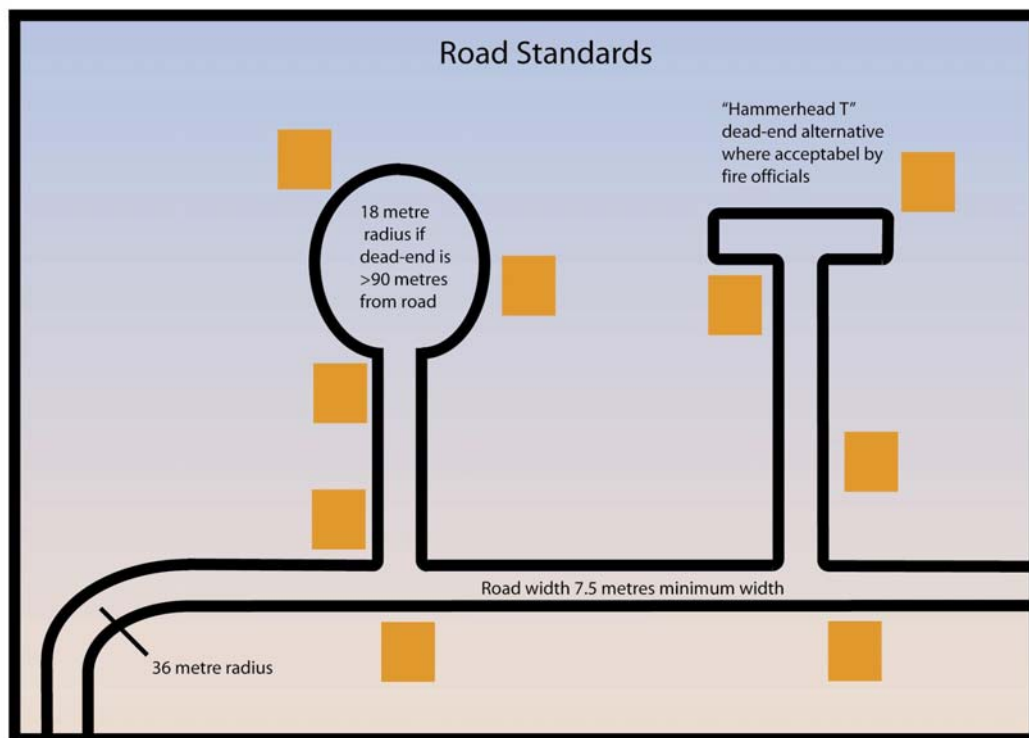 Road Standards
"Hammerhead T"
dead-end alternative
where acceptabel by
fire officials
18 metre
radius if
dead-end is
>90 metres
from road
Road width 7.5 metres minimum width
36 metre radius